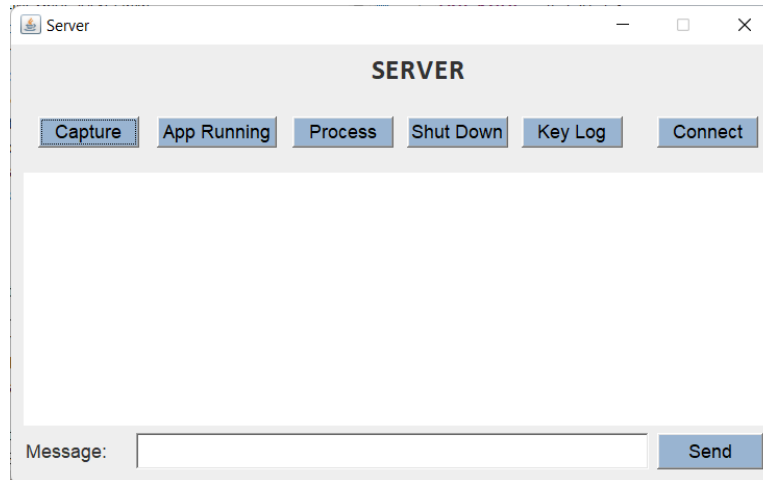 Server
SERVER
Capture App Running Process Shut Down Key Log Connect
Message: Send